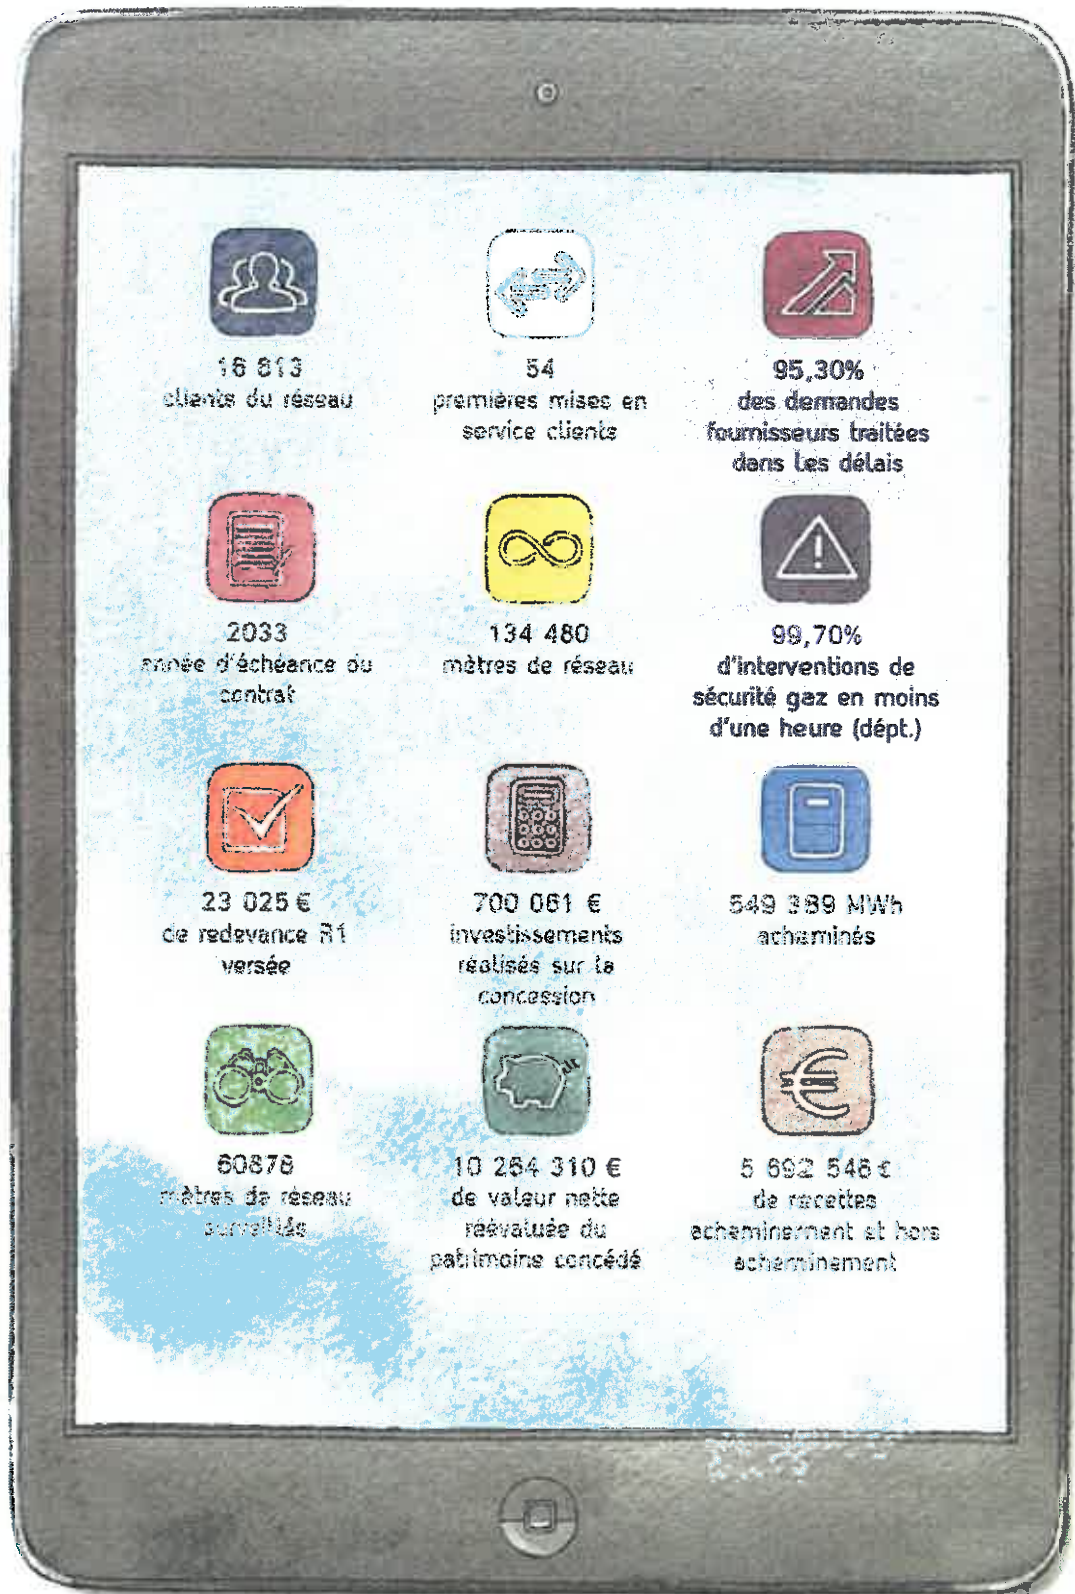 16 813
clients du réseau
54
premières mises en
service clients
95,30%
des demandes
fournisseurs traitées
dans les délais
2033
année d'échéance du
contrat
134 480
mètres de réseau
99,70%
d'interventions de
sécurité gaz en moins
d'une heure (dépt.)
23 025 €
de redevance R1
versée
700 061 €
investissements
réalisés sur la
concession
549 389 MWh
acheminés
60878
mètres de réseau
surveillés
10 264 310 €
de valeur nette
réévaluée du
patrimoine concédé
5 692 546 €
de recettes
acheminement et hors
acheminement